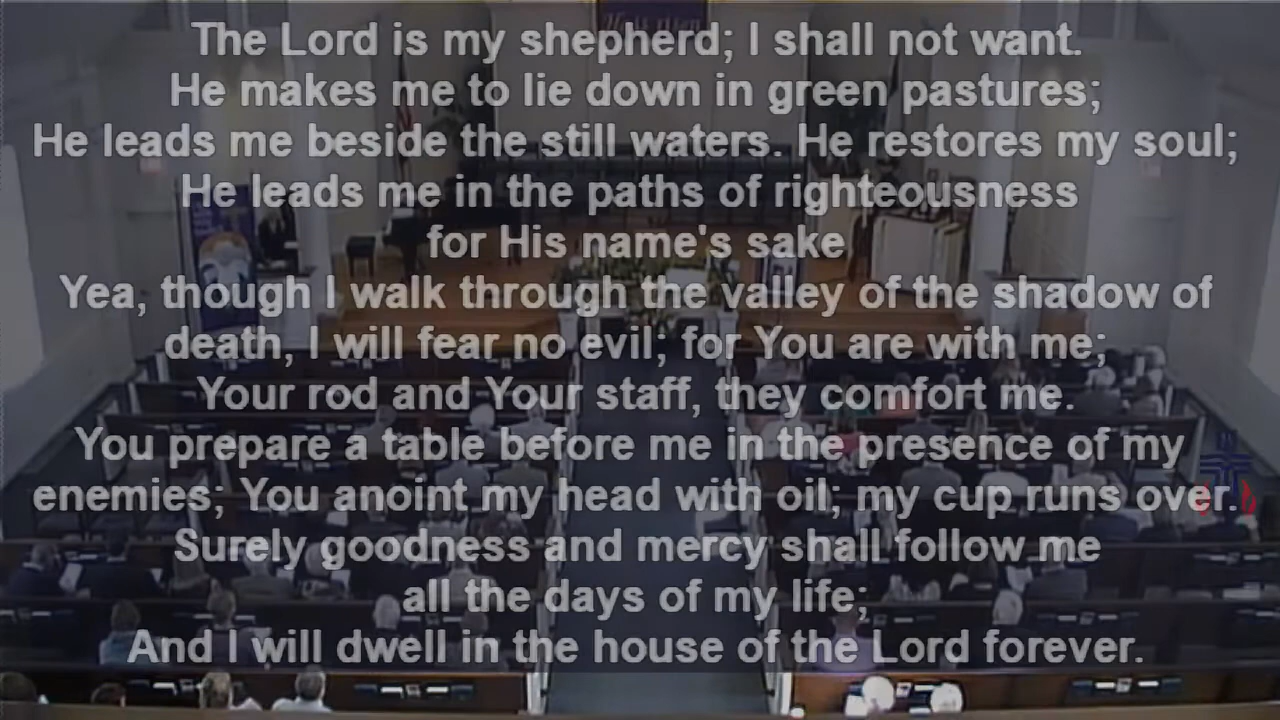 He is risen
The Lord is my shepherd; I shall not want.
He makes me to lie down in green pastures;
He leads me beside the still waters. He restores my soul;
He leads me in the paths of righteousness
for His name's sake
Yea, though I walk through the valley of the shadow of
death, I will fear no evil; for You are with me;
Your rod and Your staff, they comfort me.
You prepare a table before me in the presence of my
enemies; You anoint my head with oil; my cup runs over.
Surely goodness and mercy shall follow me
all the days of my life;
And I will dwell in the house of the Lord forever.